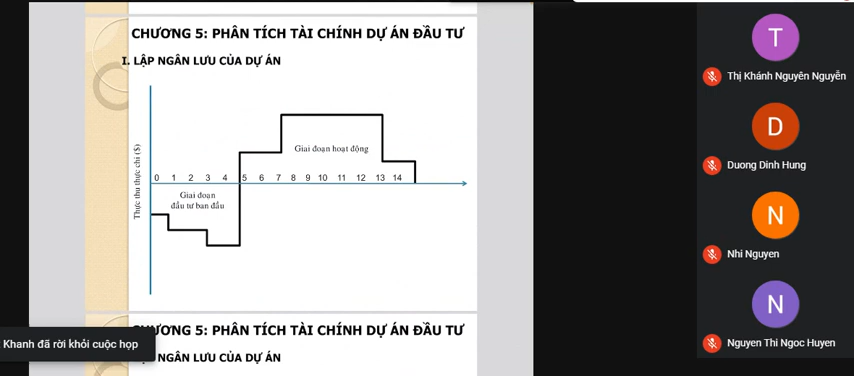 CHƯƠNG 5: PHÂN TÍCH TÀI CHÍNH DỰ ÁN ĐẦU TƯ
I. LẬP NGÂN LƯU CỦA DỰ ÁN
Thực thu thực chi ($)
Giai đoạn hoạt động
0 1 2 3 4 5 6 7 8 9 10 11 12 13 14
Giai đoạn
đầu tư ban đầu
ƯƠNG 5: PHÂN TÍCH TÀI CHÍNH DỰ ÁN ĐẦU TƯ
NGÂN LƯU CỦA DỰ ÁN
Khanh đã rời khỏi cuộc họp
T
Thị Khánh Nguyên Nguyễn
D
Duong Dinh Hung
N
Nhi Nguyen
N
Nguyen Thi Ngoc Huyen